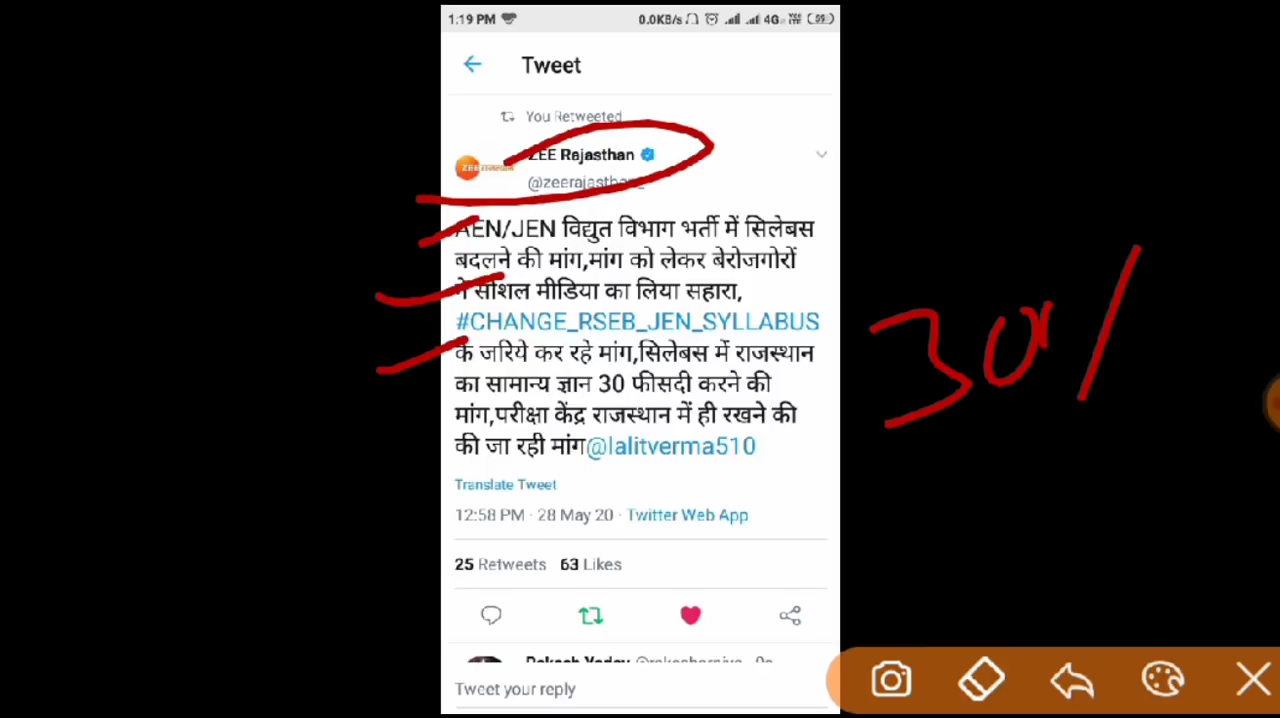 1:19 PM 0.0KB/s 4G
Tweet
You Retweeted
ZEE Rajasthan
@zeerajasthan_
AEN/JEN विद्युत विभाग भर्ती में सिलेबस
बदलने की मांग,मांग को लेकर बेरोजगोरों
ने सोशल मीडिया का लिया सहारा,
#CHANGE_RSEB_JEN_SYLLABUS
के जरिये कर रहे मांग,सिलेबस में राजस्थान
का सामान्य ज्ञान 30 फीसदी करने की
मांग,परीक्षा केंद्र राजस्थान में ही रखने की
की जा रही मांग@lalitverma510
30%
Translate Tweet
12:58 PM · 28 May 20 · Twitter Web App
25 Retweets 63 Likes
Tweet your reply